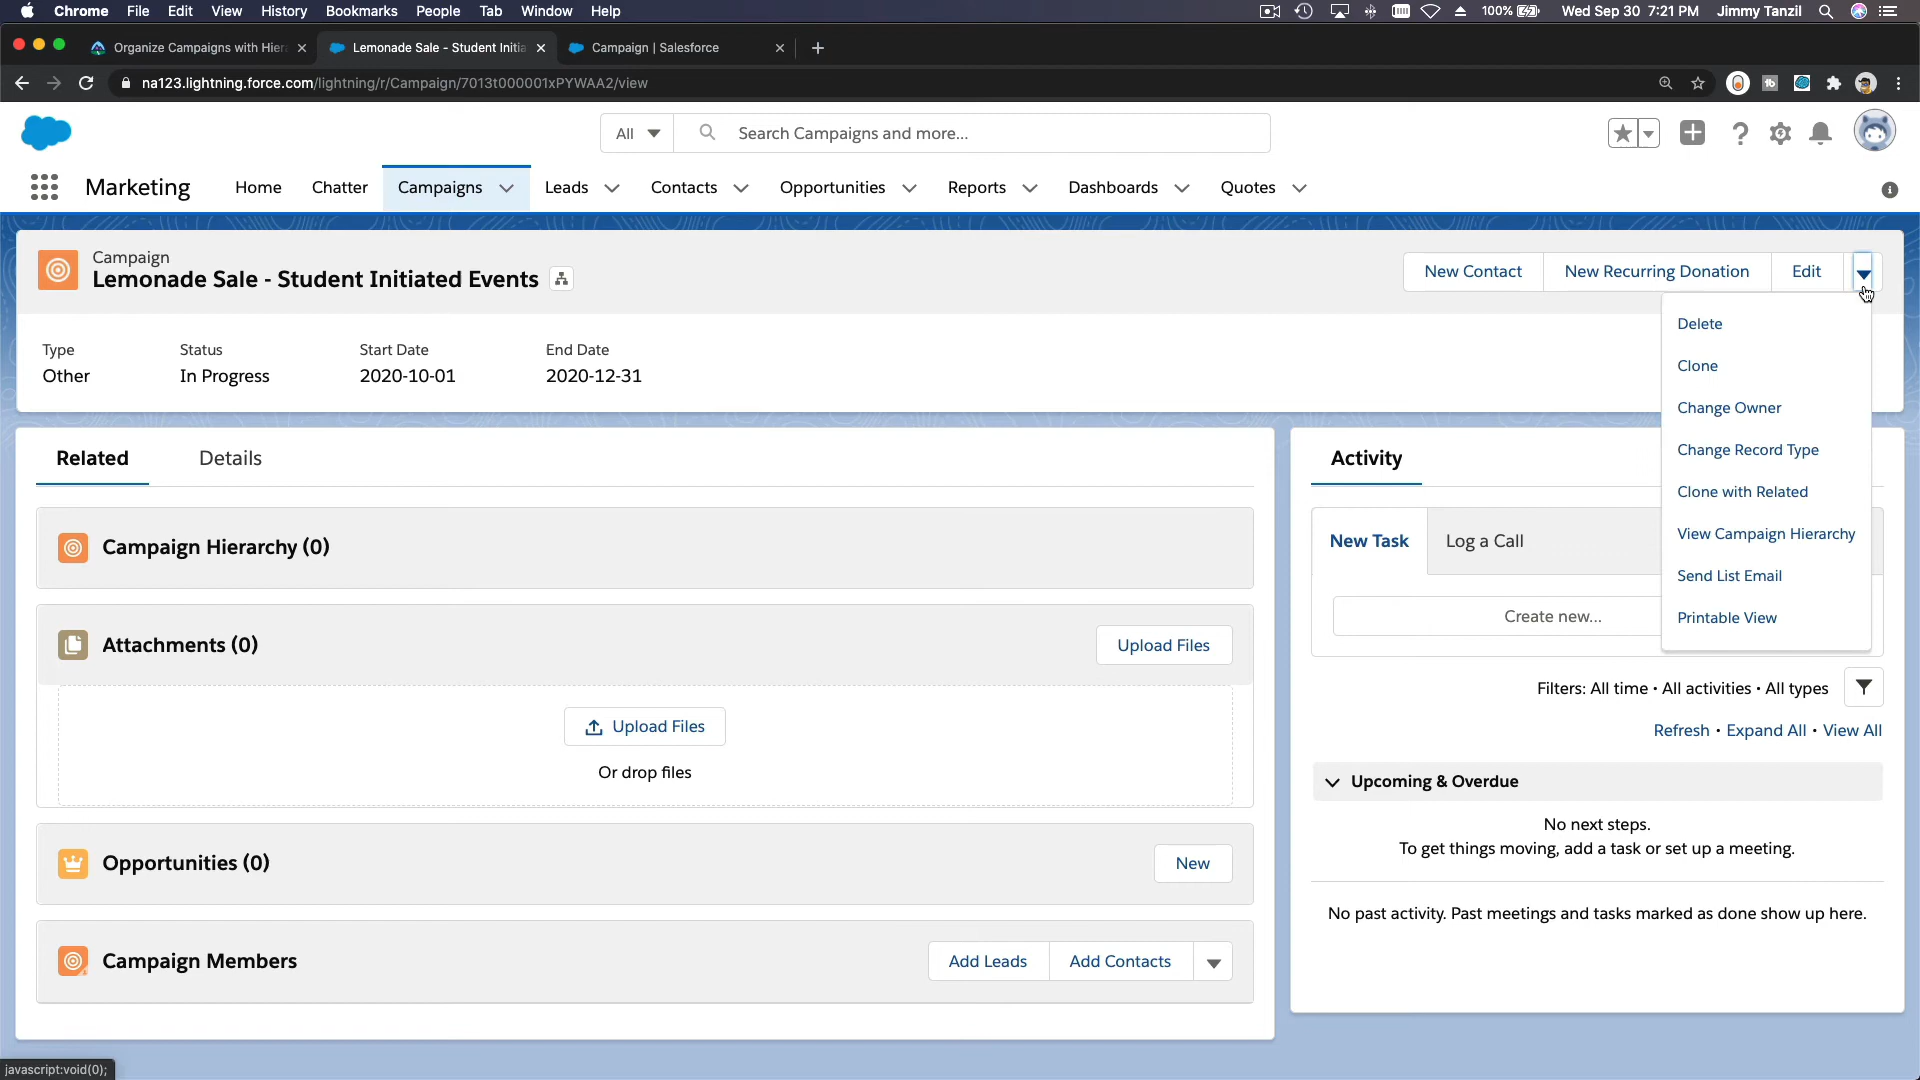 Chrome File Edit View History Bookmarks People Tab Window Help
100% Wed Sep 30 7:21 PM Jimmy Tanzil
Organize Campaigns with Hier
Lemonade Sale - Student Initia
Campaign | Salesforce
na123.lightning.force.com/lightning/r/Campaign/7013t000001xPYWAA2/view
All
Search Campaigns and more...
Marketing
Home
Chatter
Campaigns
Leads
Contacts
Opportunities
Reports
Dashboards
Quotes
Campaign
Lemonade Sale - Student Initiated Events
New Contact
New Recurring Donation
Edit
Delete
Clone
Change Owner
Change Record Type
Clone with Related
View Campaign Hierarchy
Send List Email
Printable View
Type
Other
Status
In Progress
Start Date
2020-10-01
End Date
2020-12-31
Related
Details
Campaign Hierarchy (0)
Attachments (0)
Upload Files
Upload Files
Or drop files
Opportunities (0)
New
Campaign Members
Add Leads
Add Contacts
Activity
New Task
Log a Call
Create new...
Filters: All time • All activities • All types
Refresh • Expand All • View All
Upcoming & Overdue
No next steps.
To get things moving, add a task or set up a meeting.
No past activity. Past meetings and tasks marked as done show up here.
javascript:void(0);